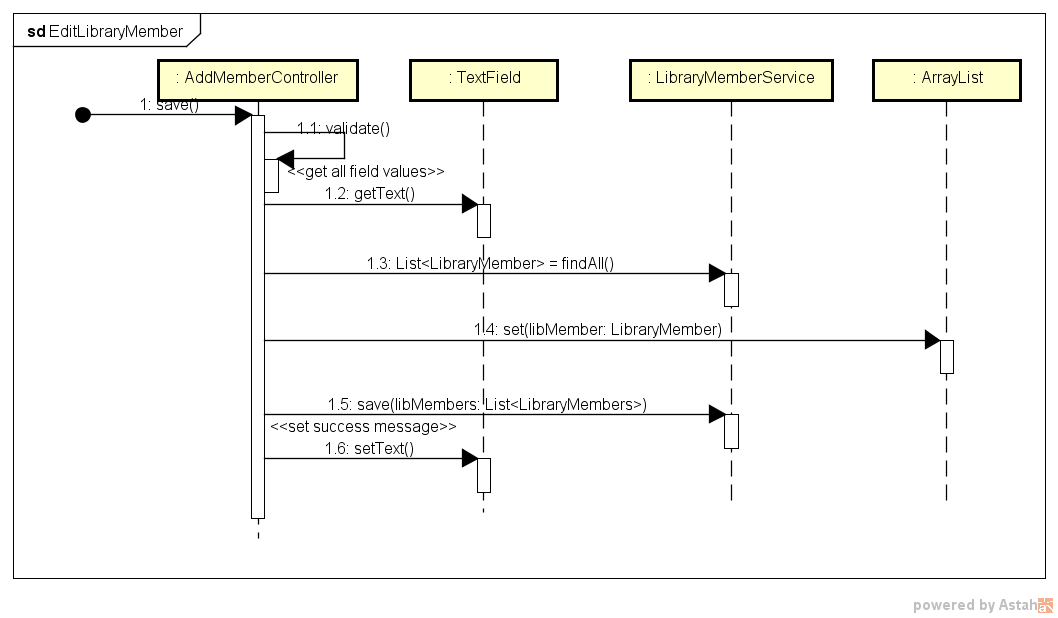 sd EditLibraryMember
: AddMemberController
: TextField
: LibraryMemberService
: ArrayList
1: save()
1.1: validate()
<<get all field values>>
1.2: getText()
1.3: List<LibraryMember> = findAll()
1.4: set(libMember: LibraryMember)
1.5: save(libMembers: List<LibraryMembers>)
<<set success message>>
1.6: setText()
powered by Astah